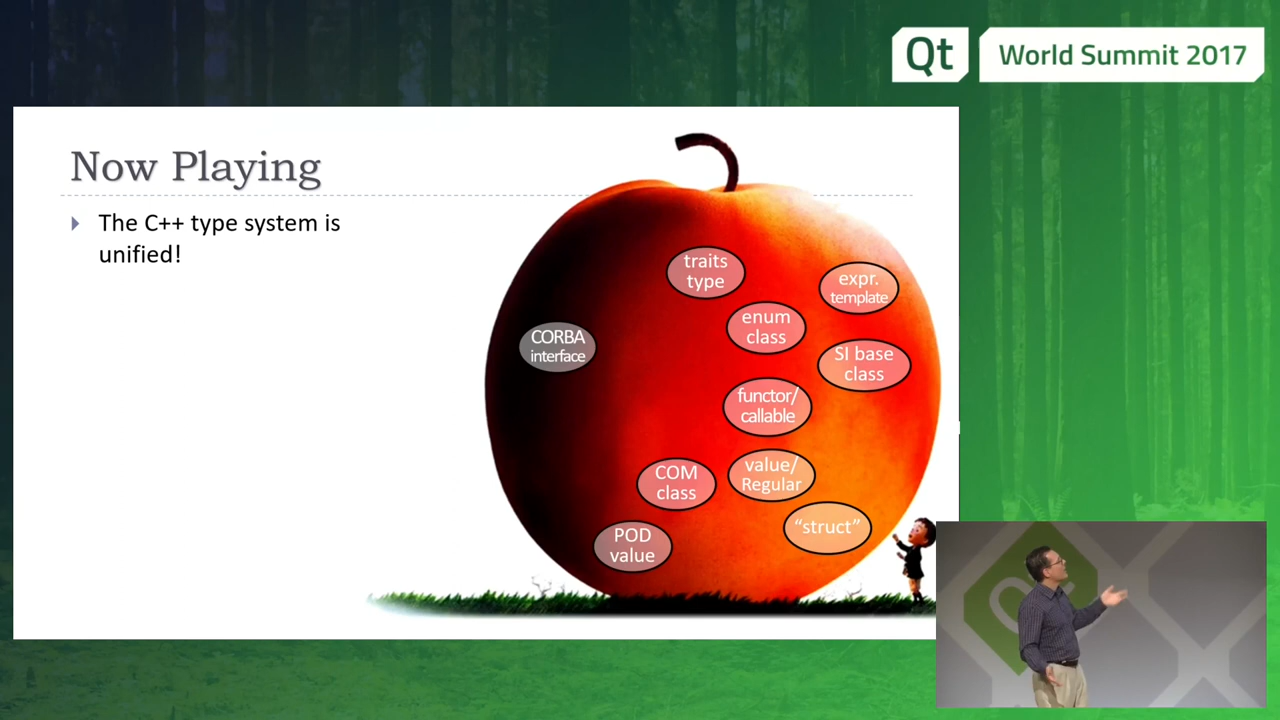 Qt
World Summit 2017
Now Playing
The C++ type system is
unified!
traits
type
expr.
template
enum
class
CORBA
interface
SI base
class
functor/
callable
COM
class
value/
Regular
"struct"
POD
value